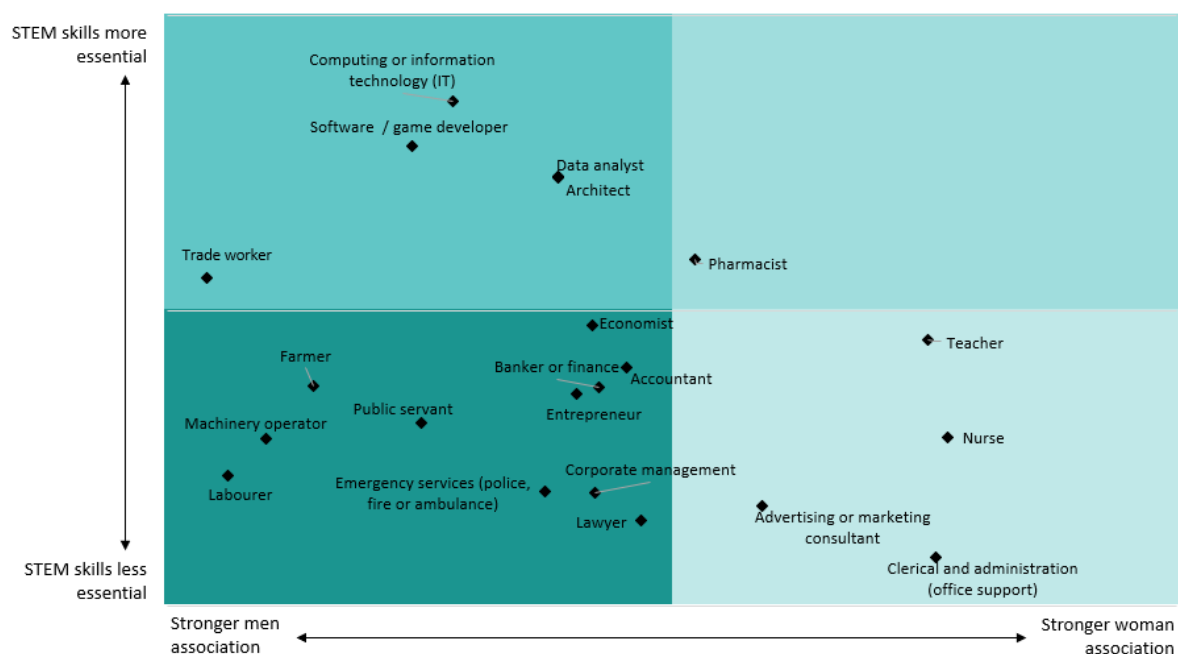 STEM skills more
essential
Computing or information
technology (IT)
Software / game developer
Data analyst
Architect
Trade worker
Pharmacist
Economist
Teacher
Farmer
Banker or finance
Accountant
Public servant
Entrepreneur
Machinery operator
Nurse
Labourer
Emergency services (police,
fire or ambulance)
Corporate management
Lawyer
Advertising or marketing
consultant
STEM skills less
essential
Clerical and administration
(office support)
Stronger men
association
Stronger woman
association